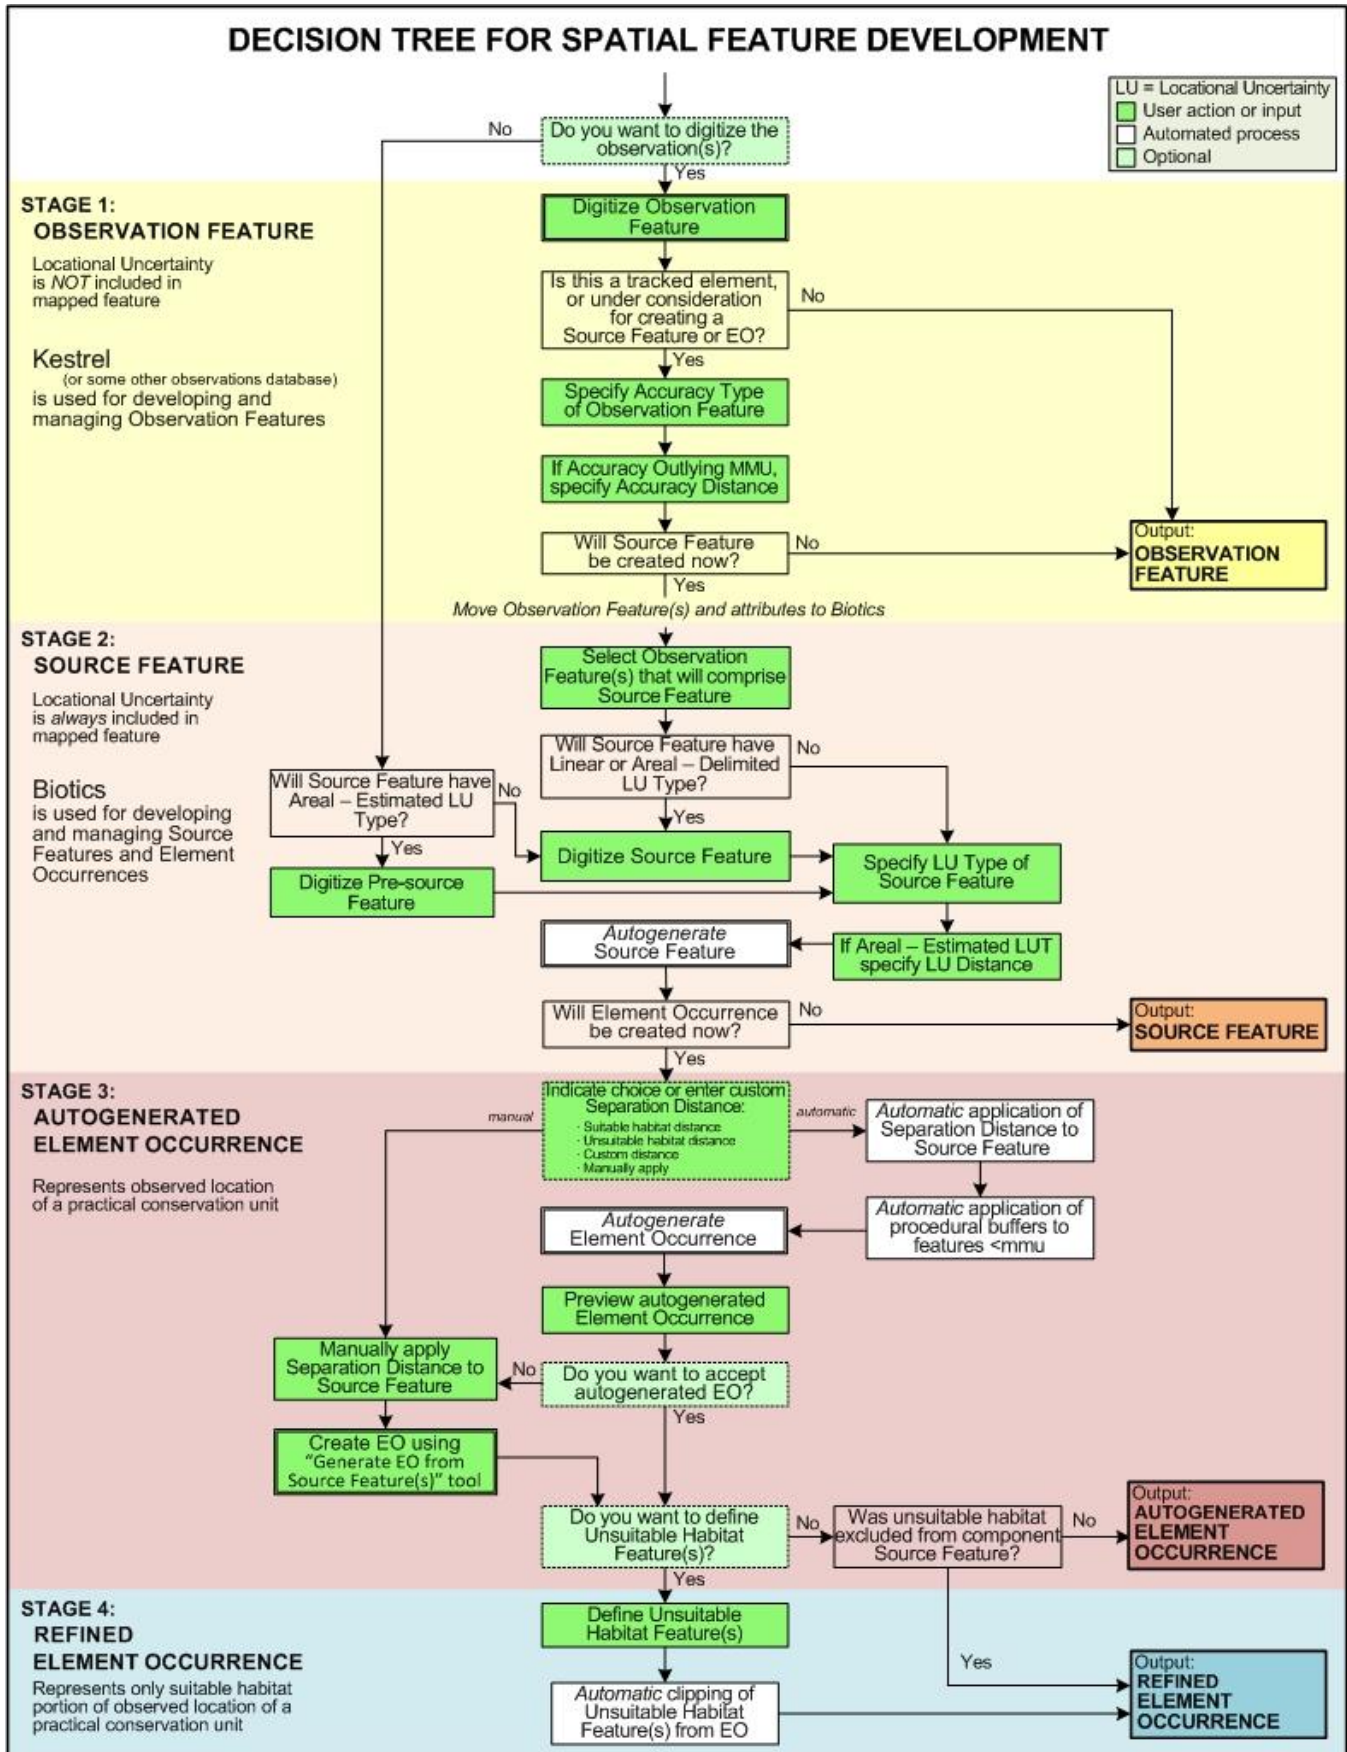 DECISION TREE FOR SPATIAL FEATURE DEVELOPMENT
LU = Locational Uncertainty
User action or input
Automated process
Optional
No
Do you want to digitize the
observation(s)?
Yes
STAGE 1:
OBSERVATION FEATURE
Locational Uncertainty
is NOT included in
mapped feature
Kestrel
(or some other observations database)
is used for developing and
managing Observation Features
Digitize Observation
Feature
Is this a tracked element,
or under consideration
for creating a
Source Feature or EO?
No
Yes
Specify Accuracy Type
of Observation Feature
If Accuracy Outlying MMU,
specify Accuracy Distance
Will Source Feature
be created now?
No
Yes
Output:
OBSERVATION
FEATURE
Move Observation Feature(s) and attributes to Biotics
STAGE 2:
SOURCE FEATURE
Locational Uncertainty
is always included in
mapped feature
Biotics
is used for developing
and managing Source
Features and Element
Occurrences
Select Observation
Feature(s) that will comprise
Source Feature
Will Source Feature have
Linear or Areal – Delimited
LU Type?
No
Yes
Will Source Feature have
Areal – Estimated LU
Type?
No
Yes
Digitize Source Feature
Specify LU Type of
Source Feature
Digitize Pre-source
Feature
Autogenerate
Source Feature
If Areal – Estimated LUT
specify LU Distance
Will Element Occurrence
be created now?
No
Yes
Output:
SOURCE FEATURE
STAGE 3:
AUTOGENERATED
ELEMENT OCCURRENCE
Represents observed location
of a practical conservation unit
manual
Indicate choice or enter custom
Separation Distance:
· Suitable habitat distance
· Unsuitable habitat distance
· Custom distance
· Manually apply
automatic
Automatic application of
Separation Distance to
Source Feature
Automatic application of
procedural buffers to
features <mmu
Autogenerate
Element Occurrence
Preview autogenerated
Element Occurrence
Manually apply
Separation Distance to
Source Feature
No
Do you want to accept
autogenerated EO?
Yes
Create EO using
"Generate EO from
Source Feature(s)" tool
Do you want to define
Unsuitable Habitat
Feature(s)?
No
Yes
Was unsuitable habitat
excluded from component
Source Feature?
No
Output:
AUTOGENERATED
ELEMENT
OCCURRENCE
STAGE 4:
REFINED
ELEMENT OCCURRENCE
Represents only suitable habitat
portion of observed location of a
practical conservation unit
Define Unsuitable
Habitat Feature(s)
Automatic clipping of
Unsuitable Habitat
Feature(s) from EO
Yes
Output:
REFINED
ELEMENT
OCCURRENCE